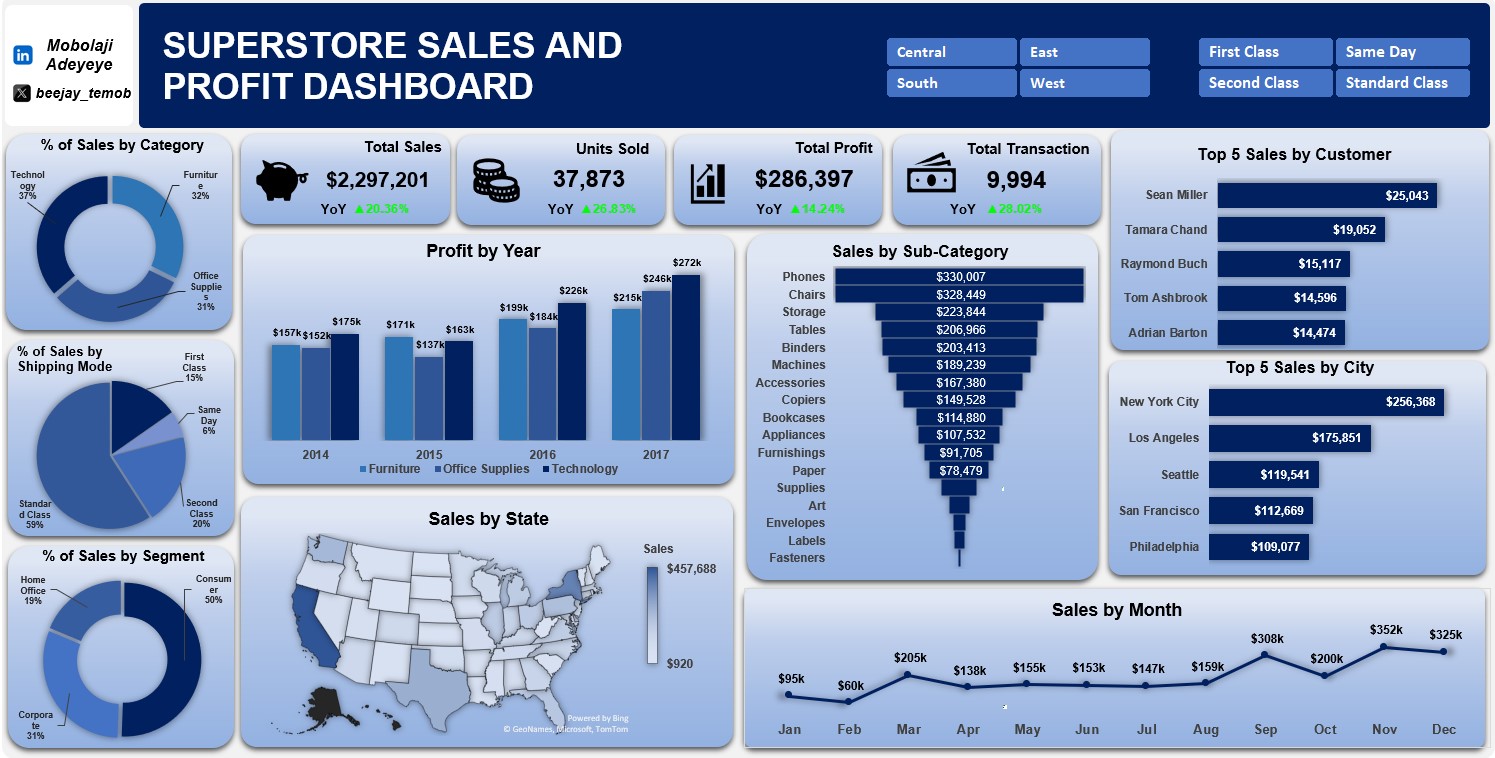 Mobolaji
Adeyeye
in
X beejay_temob
SUPERSTORE SALES AND
PROFIT DASHBOARD
Central
East
South
West
First Class
Same Day
Second Class
Standard Class
% of Sales by Category
Technol
ogy
37%
Furnitur
e
32%
Office
Supplie
s
31%
Total Sales
$2,297,201
YoY ▲20.36%
Units Sold
37,873
YoY ▲26.83%
Total Profit
$286,397
YoY ▲14.24%
Total Transaction
9,994
YoY ▲28.02%
Top 5 Sales by Customer
Sean Miller $25,043
Tamara Chand $19,052
Raymond Buch $15,117
Tom Ashbrook $14,596
Adrian Barton $14,474
% of Sales by
Shipping Mode
First
Class
15%
Same
Day
6%
Second
Class
20%
Standar
d Class
59%
Profit by Year
$157k $152k $175k
$171k $137k $163k
$199k $184k $226k
$215k $246k $272k
2014 2015 2016 2017
Furniture Office Supplies Technology
Sales by Sub-Category
Phones $330,007
Chairs $328,449
Storage $223,844
Tables $206,966
Binders $203,413
Machines $189,239
Accessories $167,380
Copiers $149,528
Bookcases $114,880
Appliances $107,532
Furnishings $91,705
Paper $78,479
Supplies
Art
Envelopes
Labels
Fasteners
Top 5 Sales by City
New York City $256,368
Los Angeles $175,851
Seattle $119,541
San Francisco $112,669
Philadelphia $109,077
% of Sales by Segment
Home
Office
19%
Consum
er
50%
Corpora
te
31%
Sales by State
Sales
$457,688
$920
Powered by Bing
© GeoNames, Microsoft, TomTom
Sales by Month
$95k $60k $205k $138k $155k $153k $147k $159k $308k $200k $352k $325k
Jan Feb Mar Apr May Jun Jul Aug Sep Oct Nov Dec